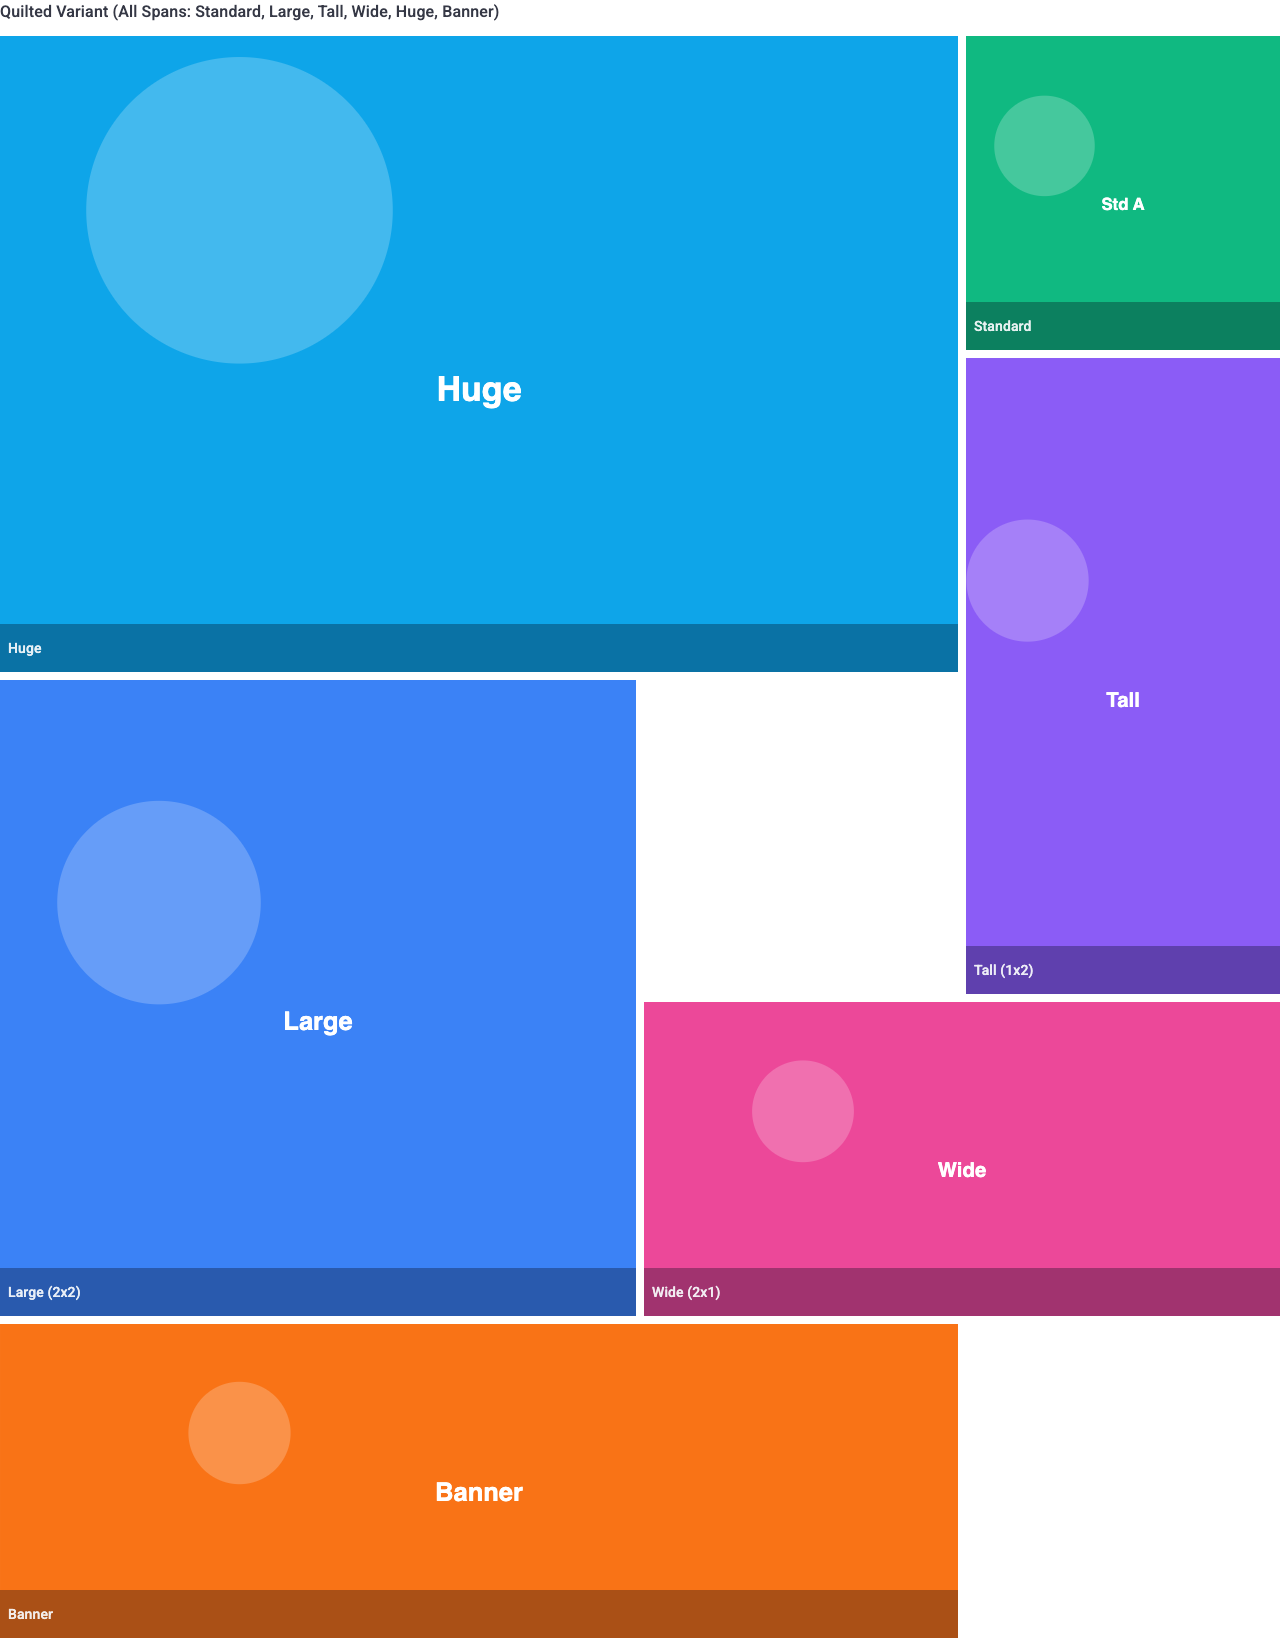 Quilted Variant (All Spans: Standard, Large, Tall, Wide, Huge, Banner)
Huge
Huge
Std A
Standard
Tall
Tall (1x2)
Large
Large (2x2)
Wide
Wide (2x1)
Banner
Banner